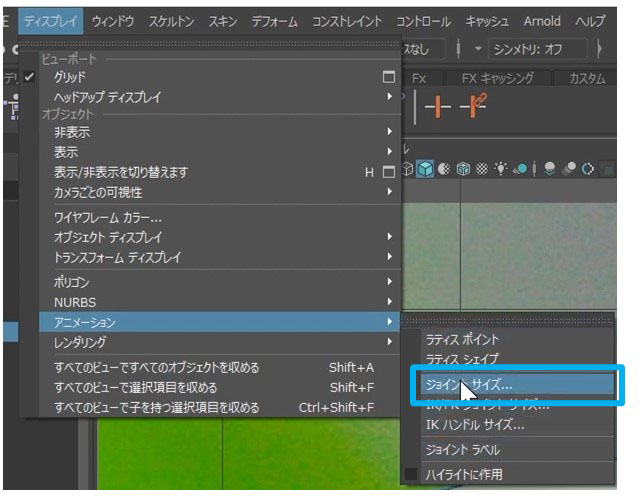 ディスプレイ ウィンドウ スケルトン スキン デフォーム コンストレイント コントロール キャッシュ Arnold ヘルプ
スなし シンメトリ: オフ
Fx FX キャッシング カスタム
ビューポート
グリッド
ヘッドアップ ディスプレイ
オブジェクト
非表示
表示
表示/非表示を切り替えます H
カメラごとの可視性
ワイヤフレーム カラー...
オブジェクト ディスプレイ
トランスフォーム ディスプレイ
ポリゴン
NURBS
アニメーション
レンダリング
すべてのビューですべてのオブジェクトを収める Shift+A
すべてのビューで選択項目を収める Shift+F
すべてのビューで子を持つ選択項目を収める Ctrl+Shift+F
ラティス ポイント
ラティス シェイプ
ジョイント サイズ...
IK/FK ジョイント サイズ...
IK ハンドル サイズ...
ジョイント ラベル
ハイライトに作用